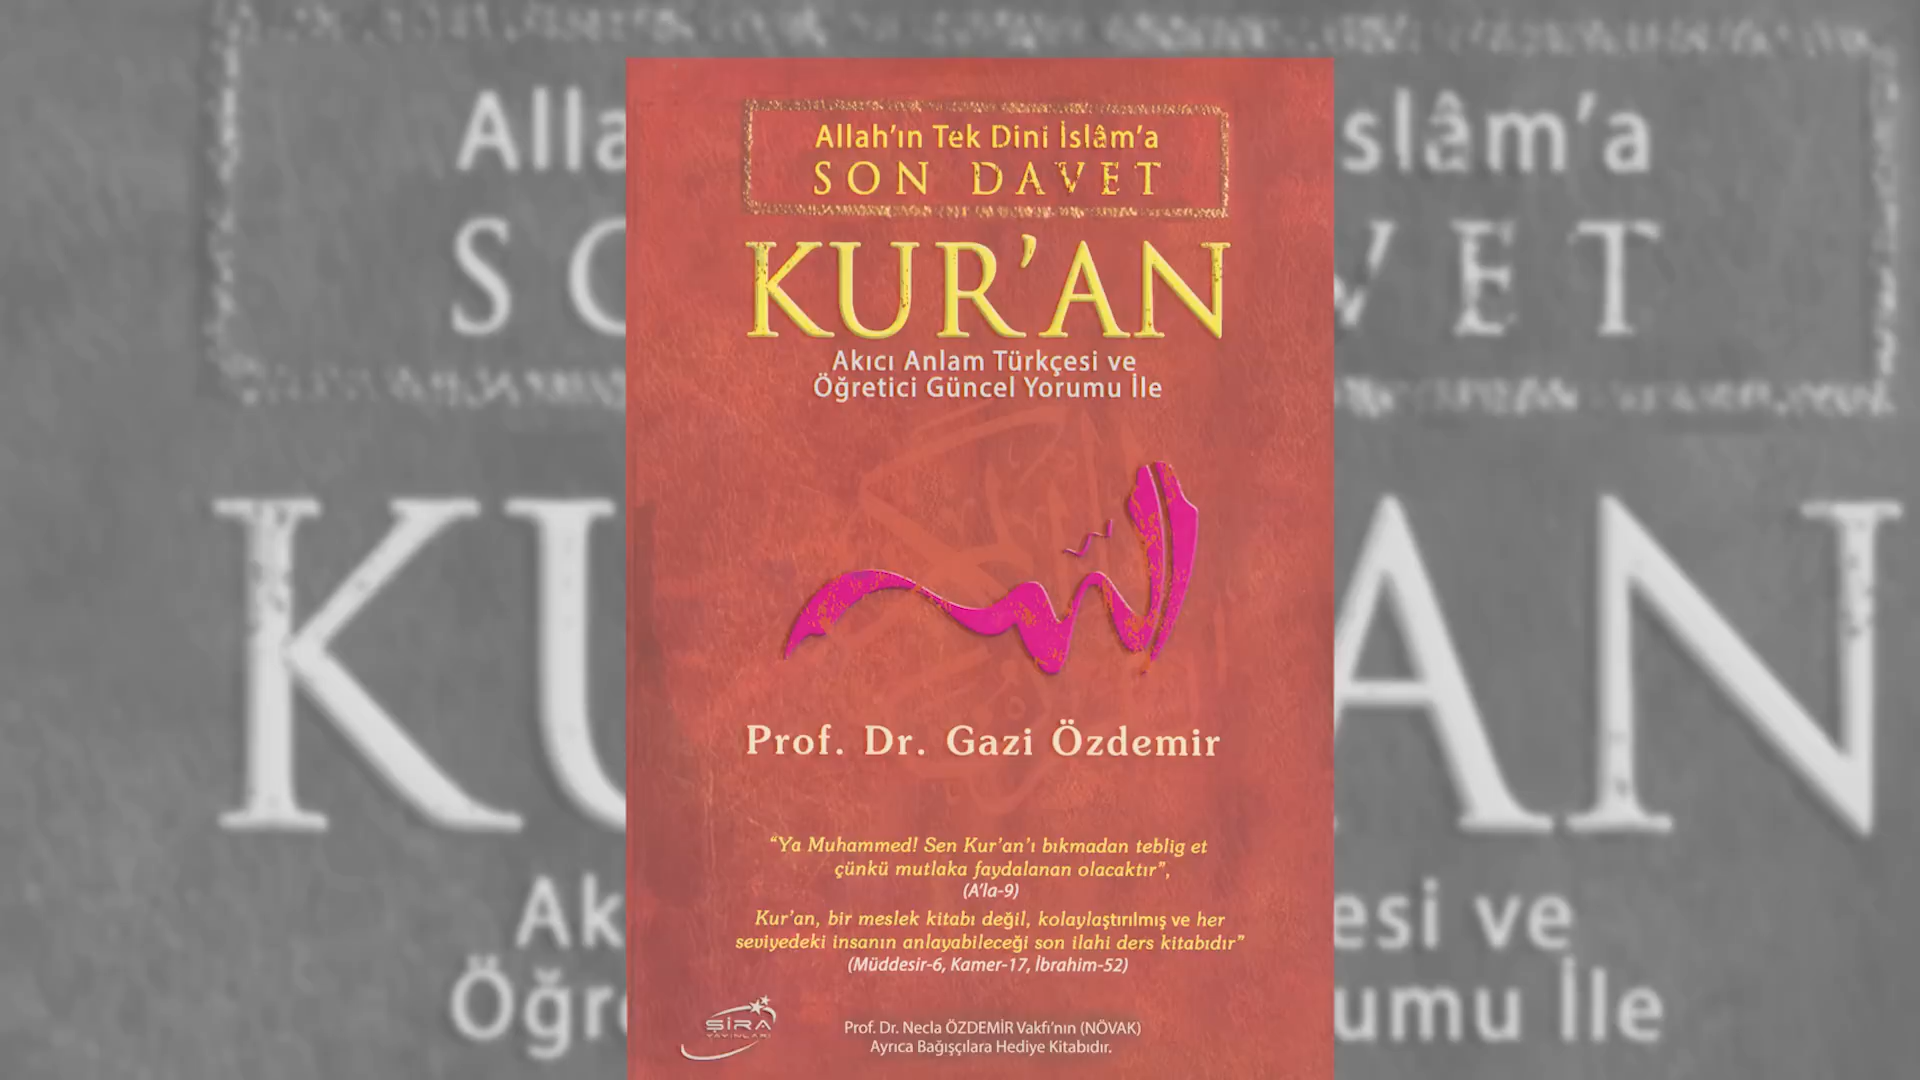 Allah’ın Tek Dini İslâm’a
SON DAVET
KUR’AN
Akıcı Anlam Türkçesi ve
Öğretici Güncel Yorumu İle
Prof. Dr. Gazi Özdemir
“Ya Muhammed! Sen Kur’an’ı bıkmadan teblig et
çünkü mutlaka faydalanan olacaktır”,
(A’la-9)
Kur’an, bir meslek kitabı değil, kolaylaştırılmış ve her
seviyedeki insanın anlayabileceği son ilahi ders kitabıdır”
(Müddesir-6, Kamer-17, İbrahim-52)
ŞİRA
YAYINLARI
Prof. Dr. Necla ÖZDEMİR Vakfı’nın (NÖVAK)
Ayrıca Bağışçılara Hediye Kitabıdır.